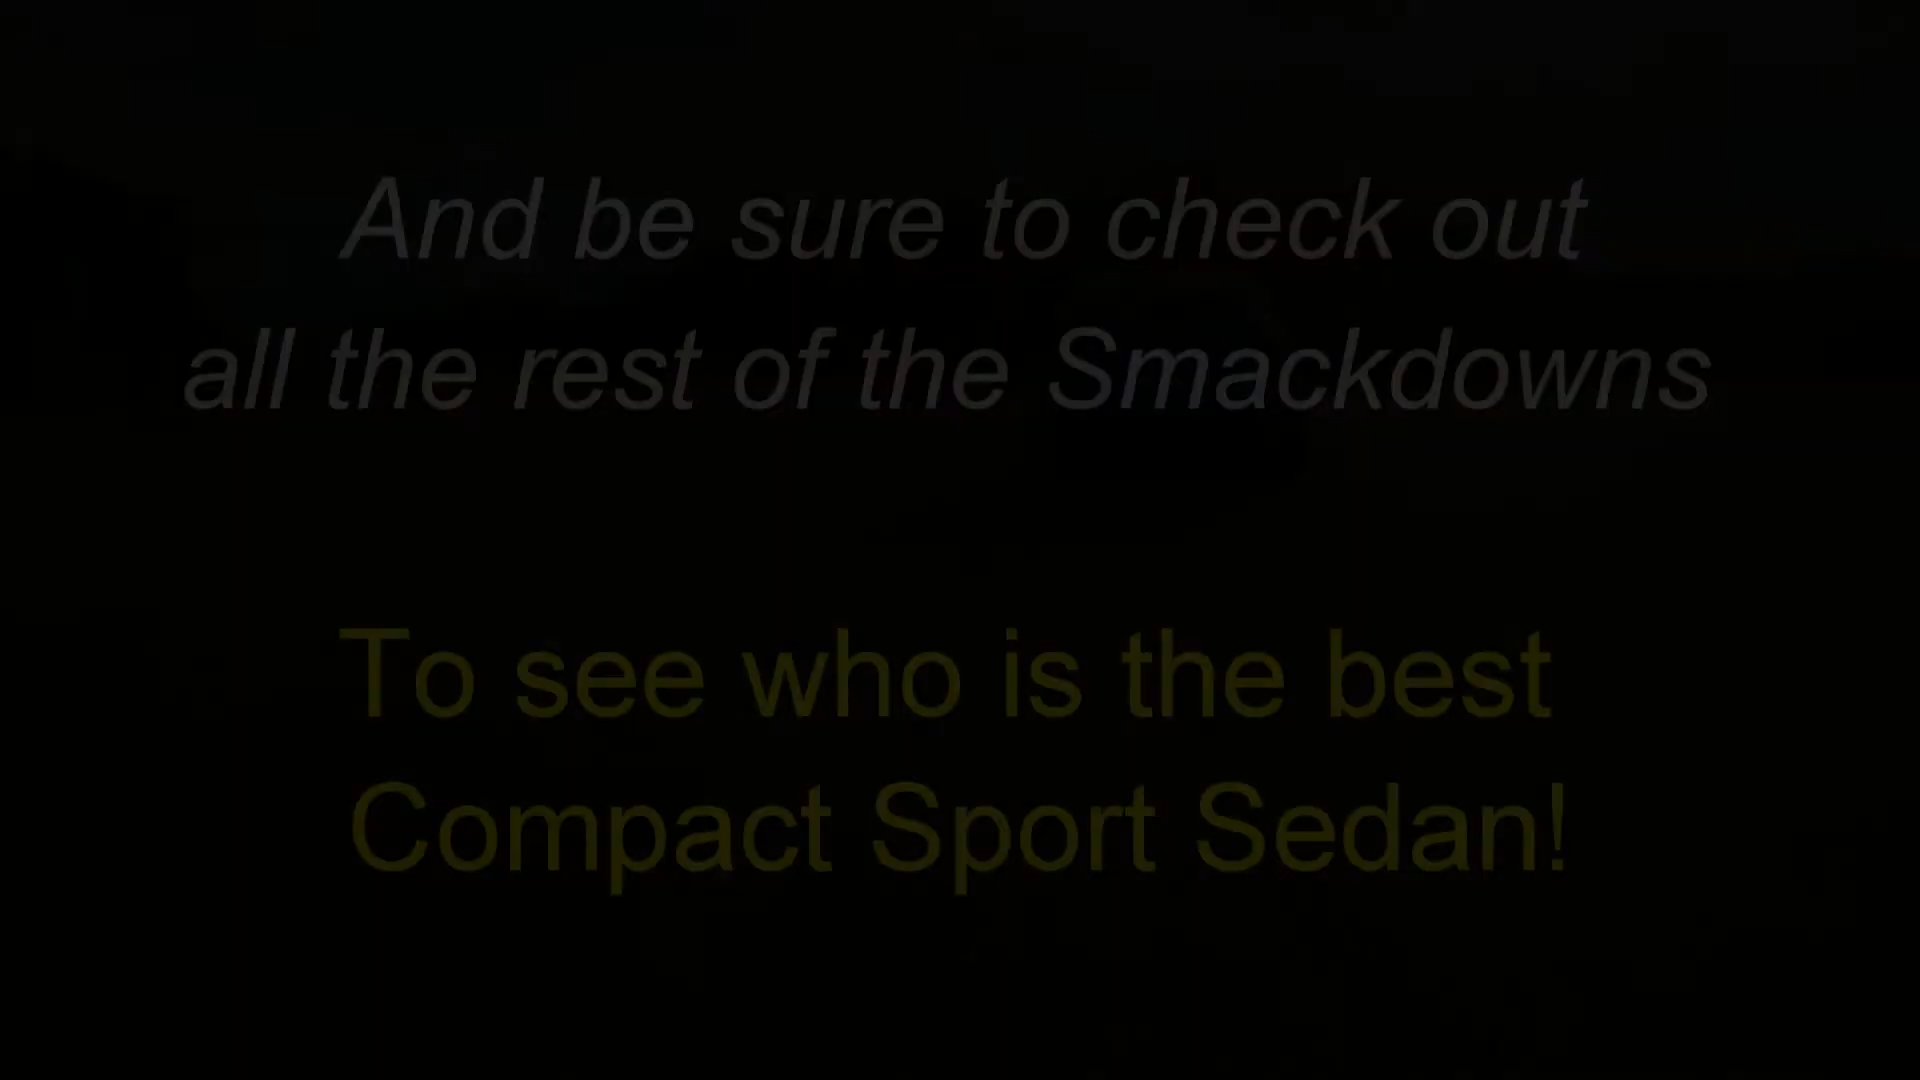 And be sure to check out
all the rest of the Smackdowns
To see who is the best
Compact Sport Sedan!